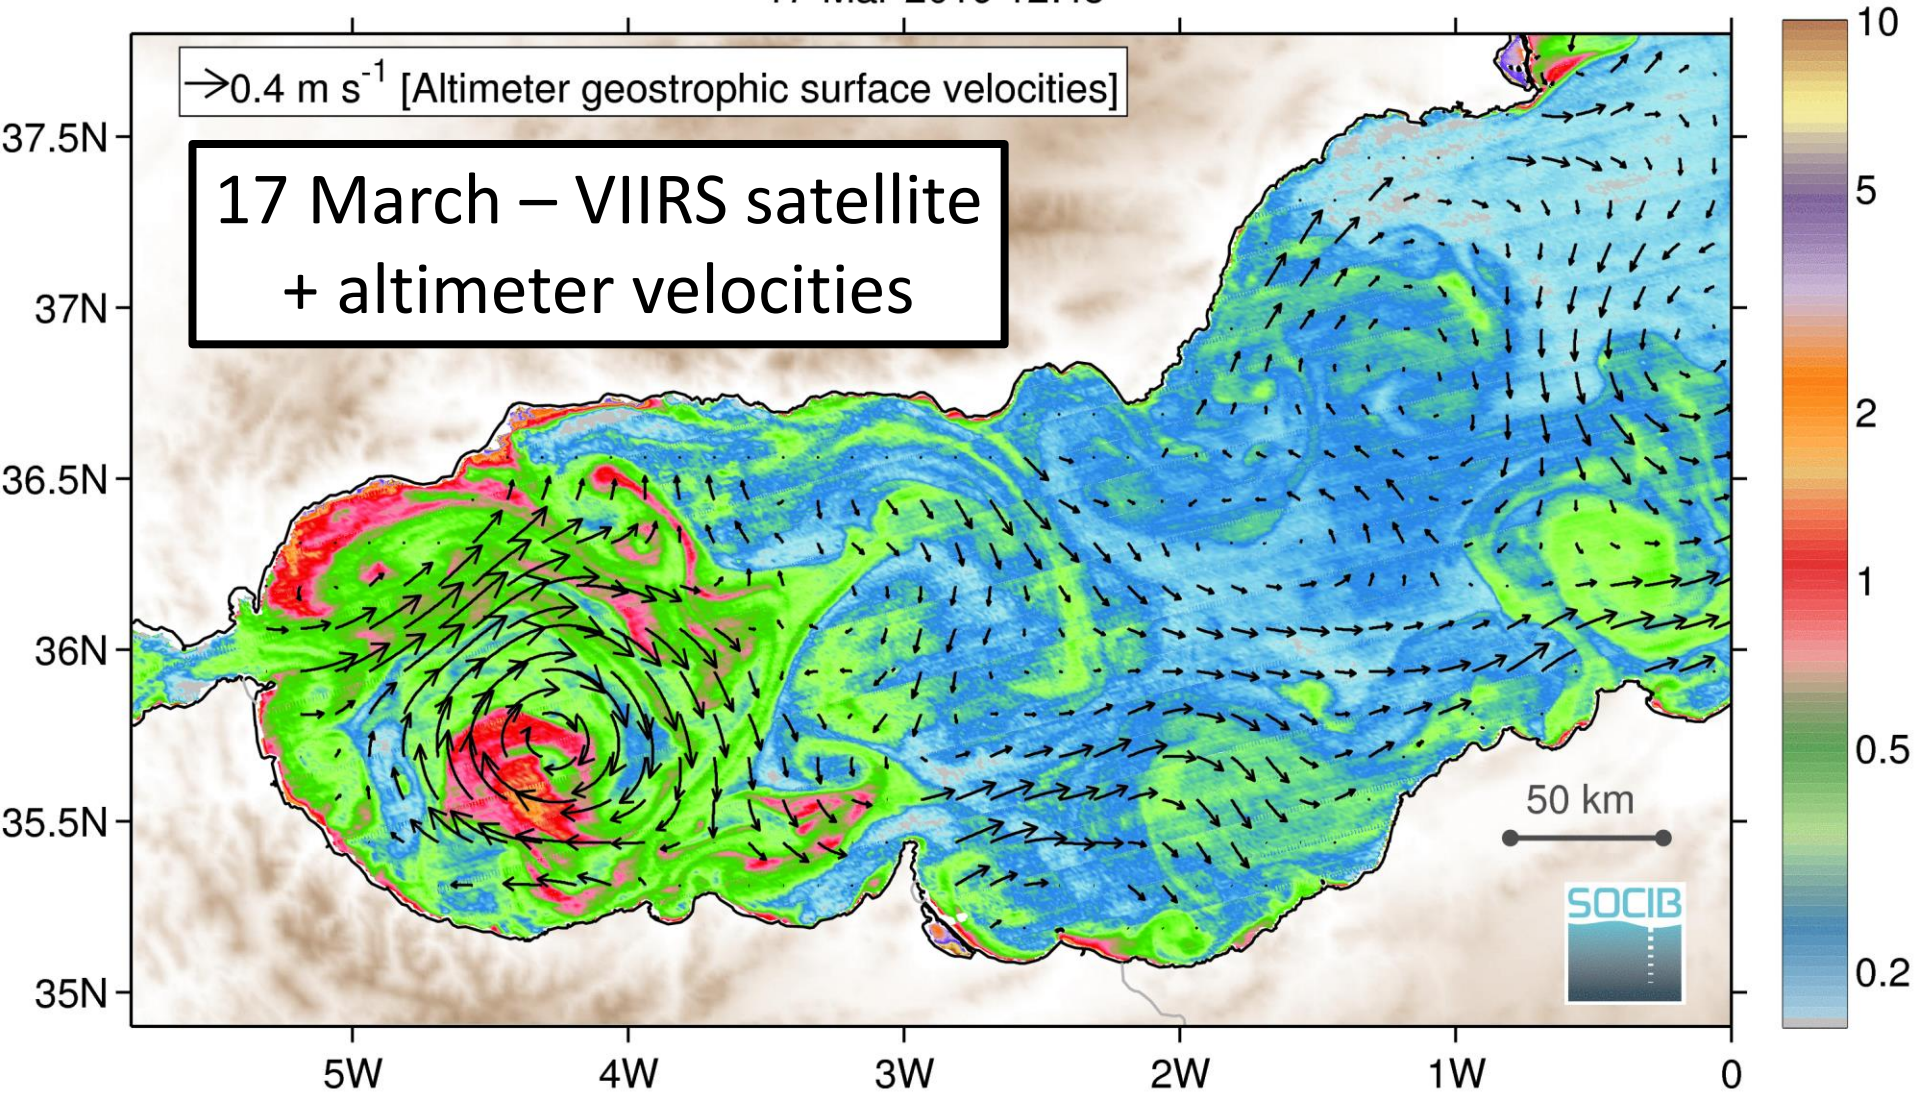 →0.4 m s-1 [Altimeter geostrophic surface velocities]
17 March – VIIRS satellite
+ altimeter velocities
37.5N
37N
36.5N
36N
35.5N
35N
5W
4W
3W
2W
1W
0
10
5
2
1
0.5
0.2
50 km
SOCIB